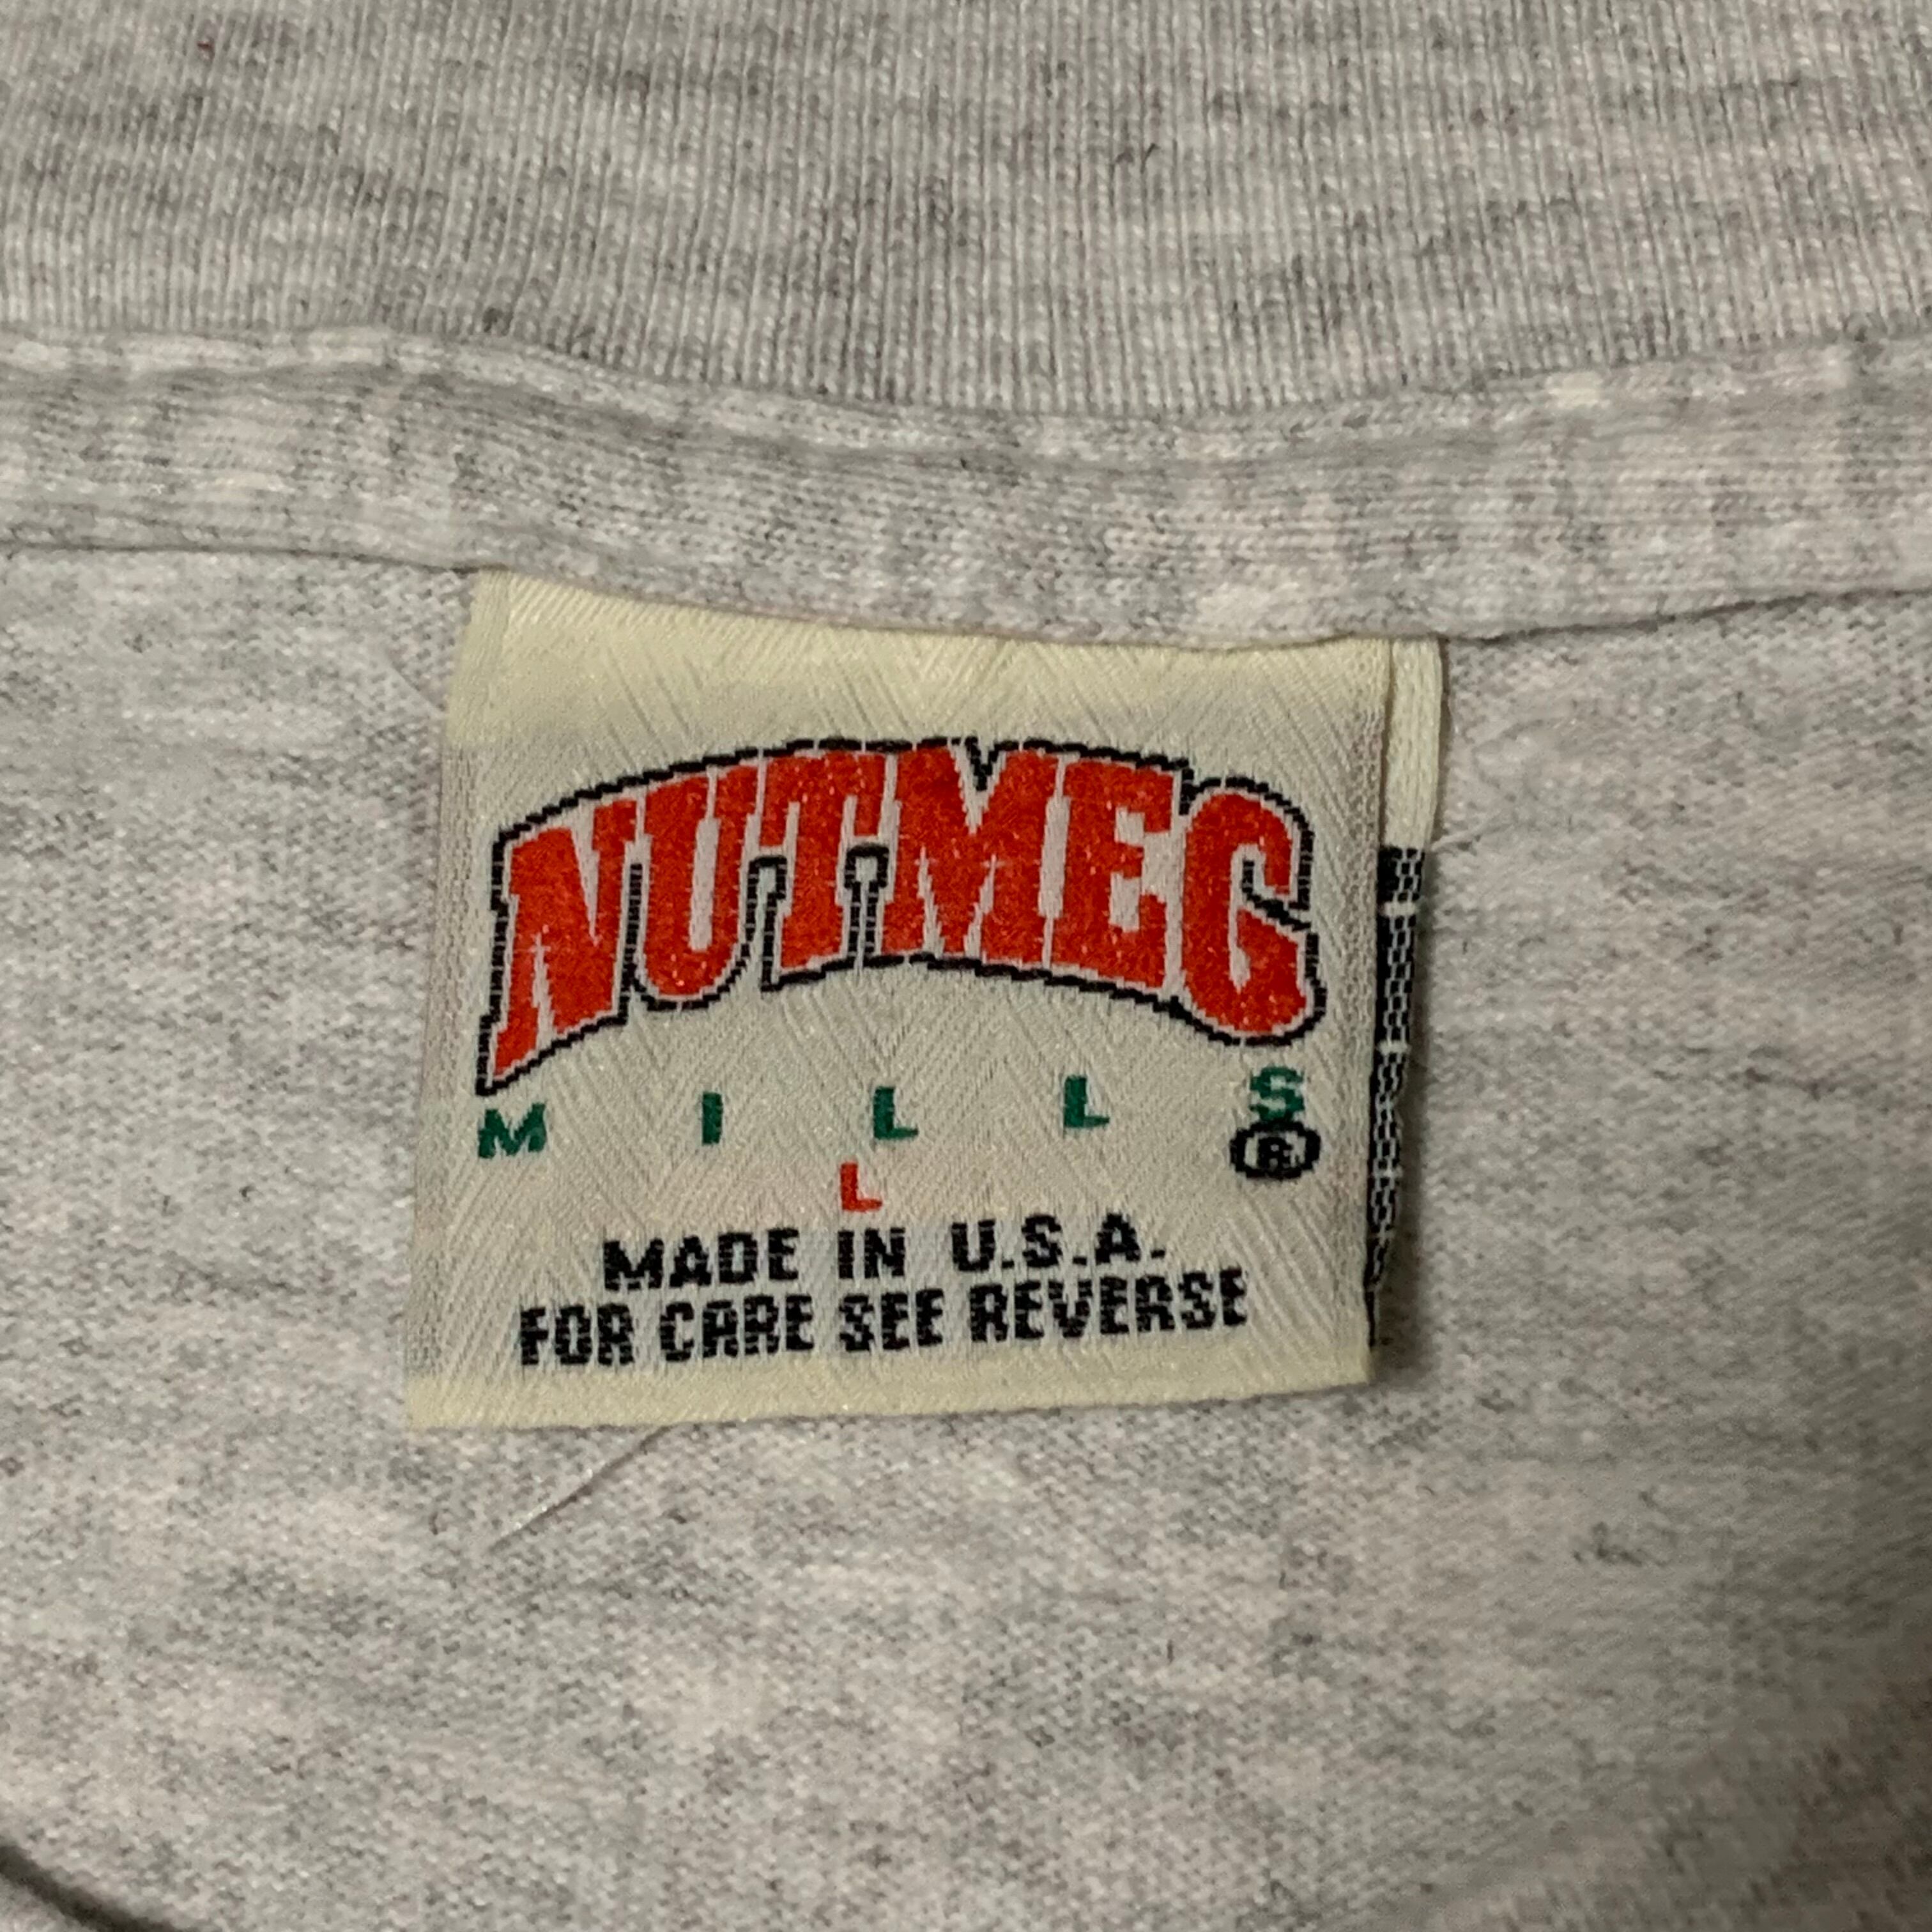 NUTMEG
MILLS
®
L
MADE IN U.S.A.
FOR CARE SEE REVERSE